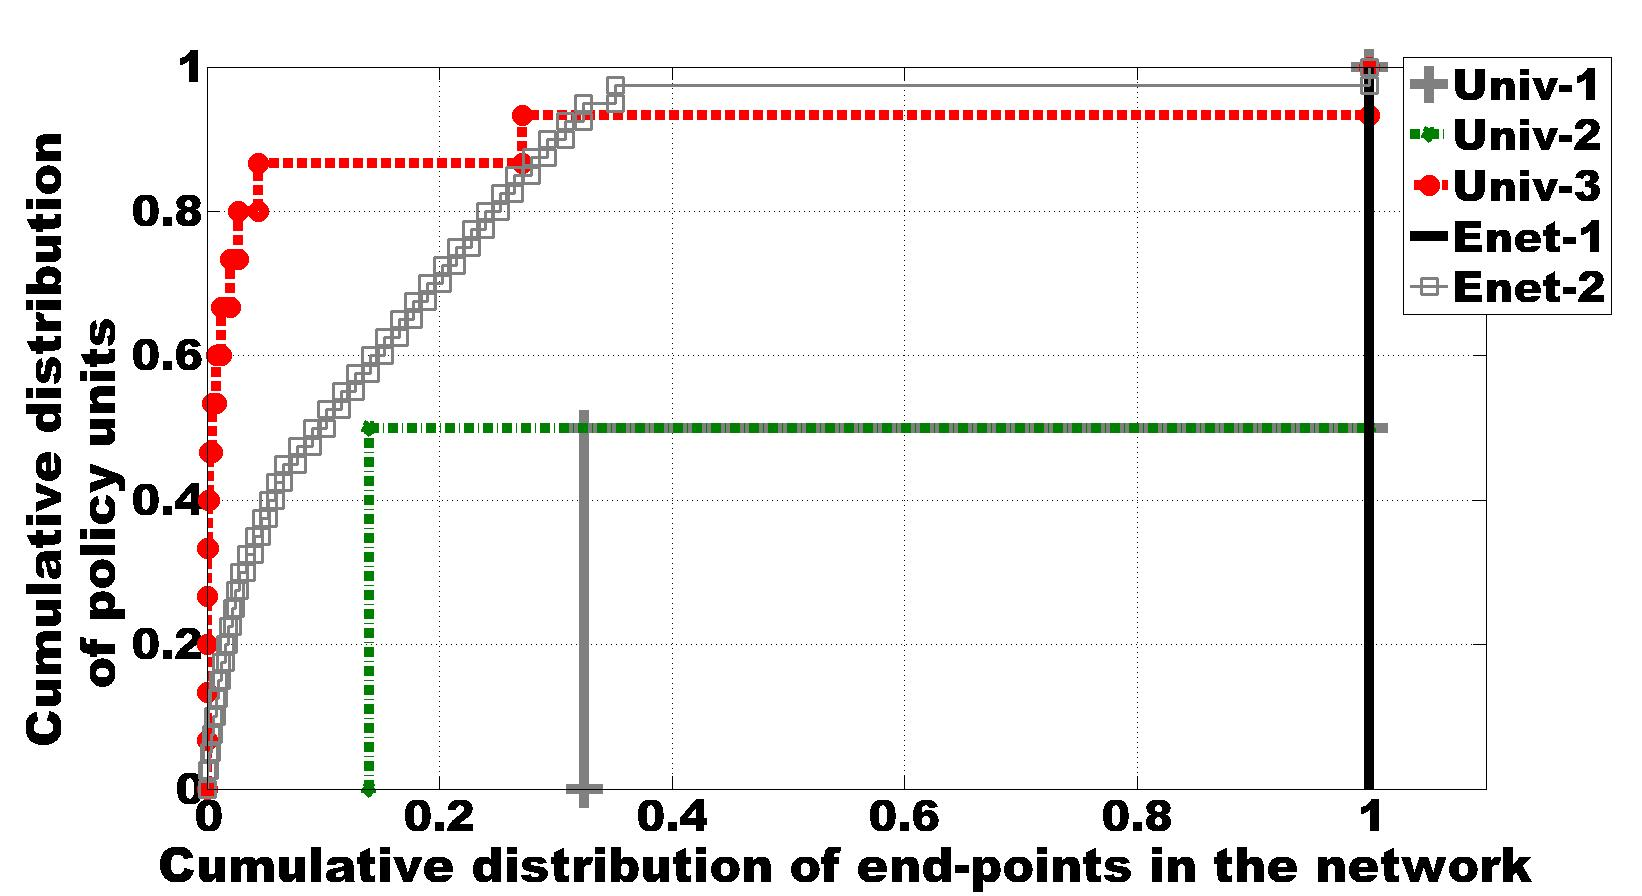 Cumulative distribution
of policy units
1
0.8
0.6
0.4
0.2
0
0 0.2 0.4 0.6 0.8 1
Cumulative distribution of end-points in the network
Univ-1
Univ-2
Univ-3
Enet-1
Enet-2